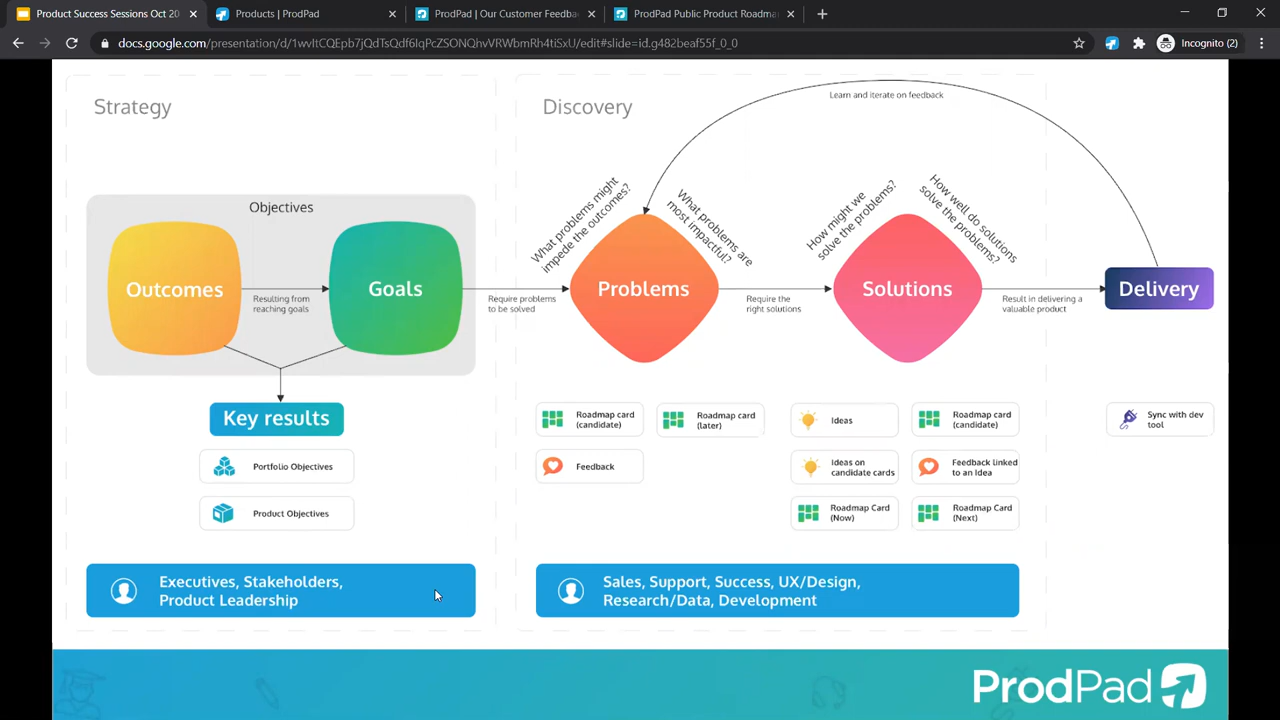 Product Success Sessions Oct 20
Products | ProdPad
ProdPad | Our Customer Feedba
ProdPad Public Product Roadma
docs.google.com/presentation/d/1wvItCQEpb7jQdTsQdf6IqPcZSONQhvVRWbmRh4tiSxU/edit#slide=id.g482beaf55f_0_0
Incognito (2)
Strategy
Discovery
Learn and iterate on feedback
Objectives
Outcomes
Resulting from
reaching goals
Goals
Require problems
to be solved
What problems might
impede the outcomes?
What problems are
most impactful?
Problems
Require the
right solutions
How might we
solve the problems?
How well do solutions
solve the problems?
Solutions
Result in delivering a
valuable product
Delivery
Key results
Portfolio Objectives
Product Objectives
Roadmap card
(candidate)
Roadmap card
(later)
Feedback
Ideas
Roadmap card
(candidate)
Ideas on
candidate cards
Feedback linked
to an Idea
Roadmap Card
(Now)
Roadmap Card
(Next)
Sync with dev
tool
Executives, Stakeholders,
Product Leadership
Sales, Support, Success, UX/Design,
Research/Data, Development
ProdPad